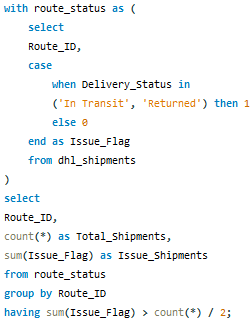 with route_status as (
    select
    Route_ID,
    case
        when Delivery_Status in
        ('In Transit', 'Returned') then 1
        else 0
    end as Issue_Flag
    from dhl_shipments
)
select
Route_ID,
count(*) as Total_Shipments,
sum(Issue_Flag) as Issue_Shipments
from route_status
group by Route_ID
having sum(Issue_Flag) > count(*) / 2;